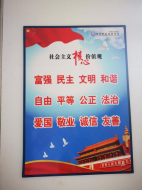 社会主义核心价值观
富强 民主 文明 和谐
自由 平等 公正 法治
爱国 敬业 诚信 友善